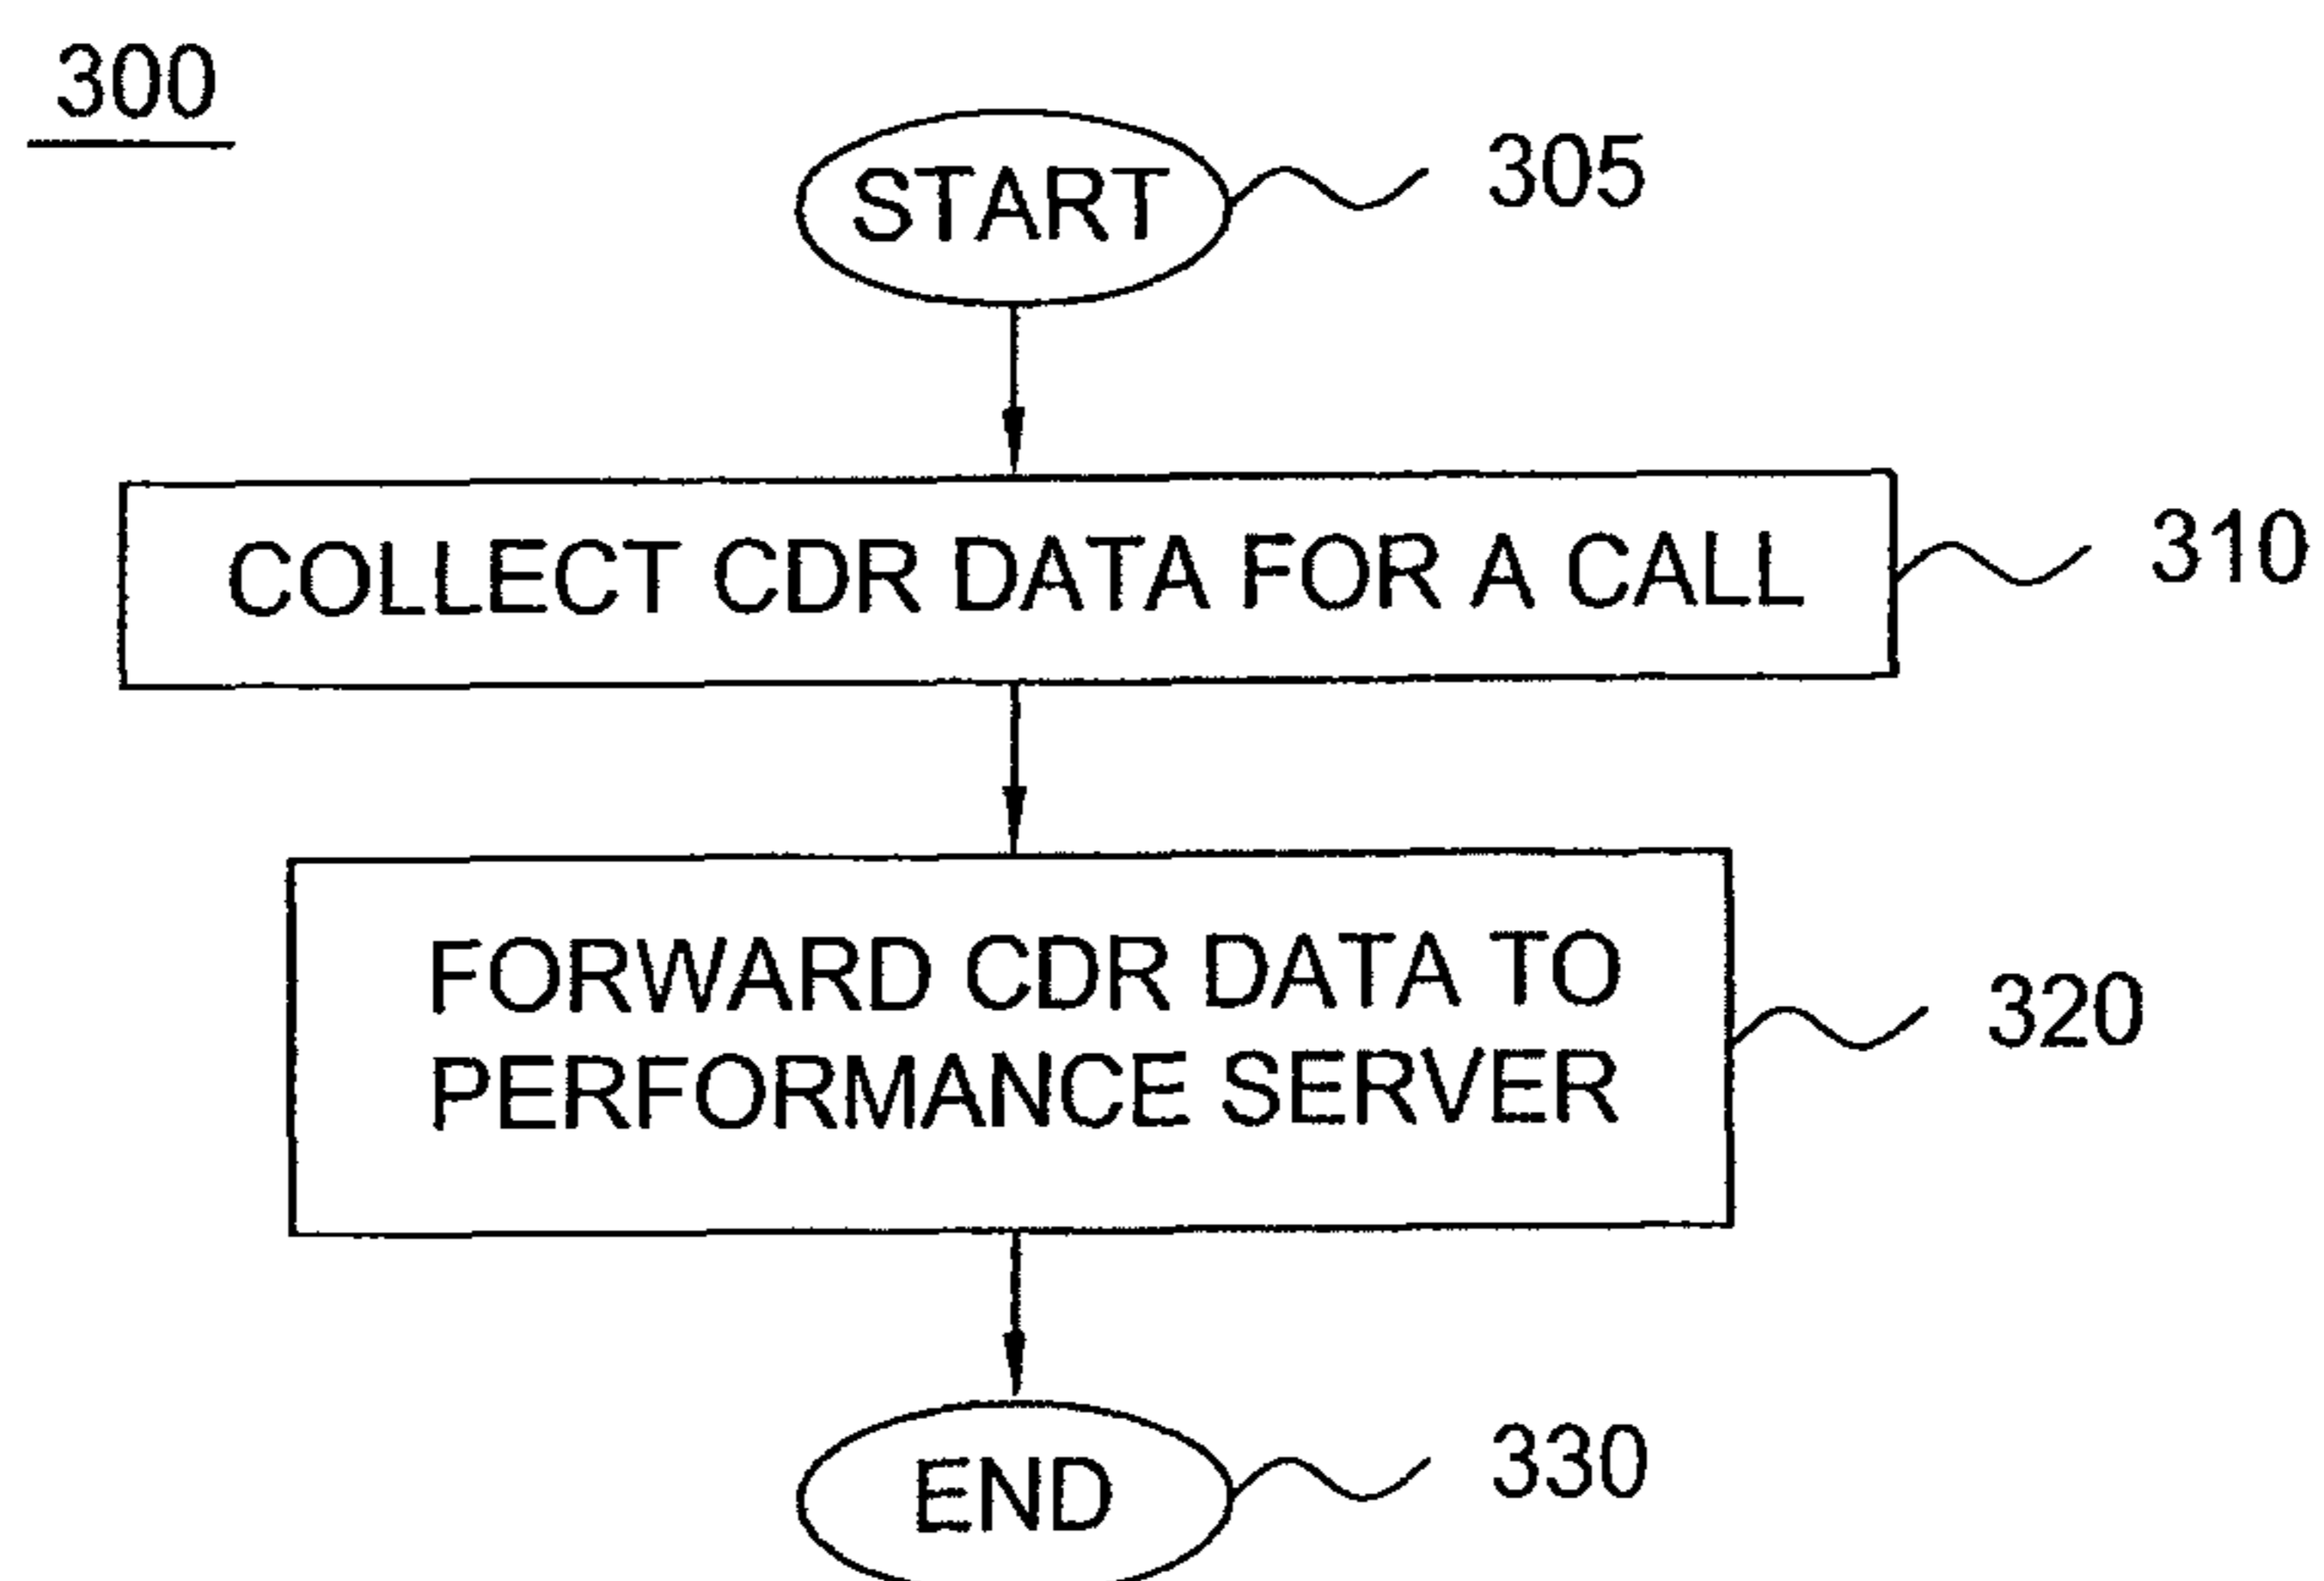 300
START
305
COLLECT CDR DATA FOR A CALL
310
FORWARD CDR DATA TO
PERFORMANCE SERVER
320
END
330